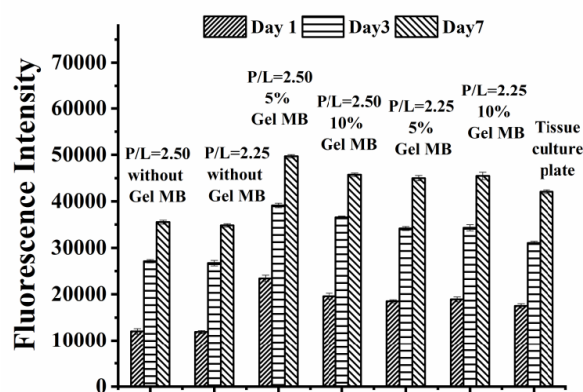 Day 1 Day3 Day7
Fluorescence Intensity
70000
60000
50000
40000
30000
20000
10000
0
P/L=2.50
without
Gel MB
P/L=2.25
without
Gel MB
P/L=2.50
5%
Gel MB
P/L=2.50
10%
Gel MB
P/L=2.25
5%
Gel MB
P/L=2.25
10%
Gel MB
Tissue
culture
plate